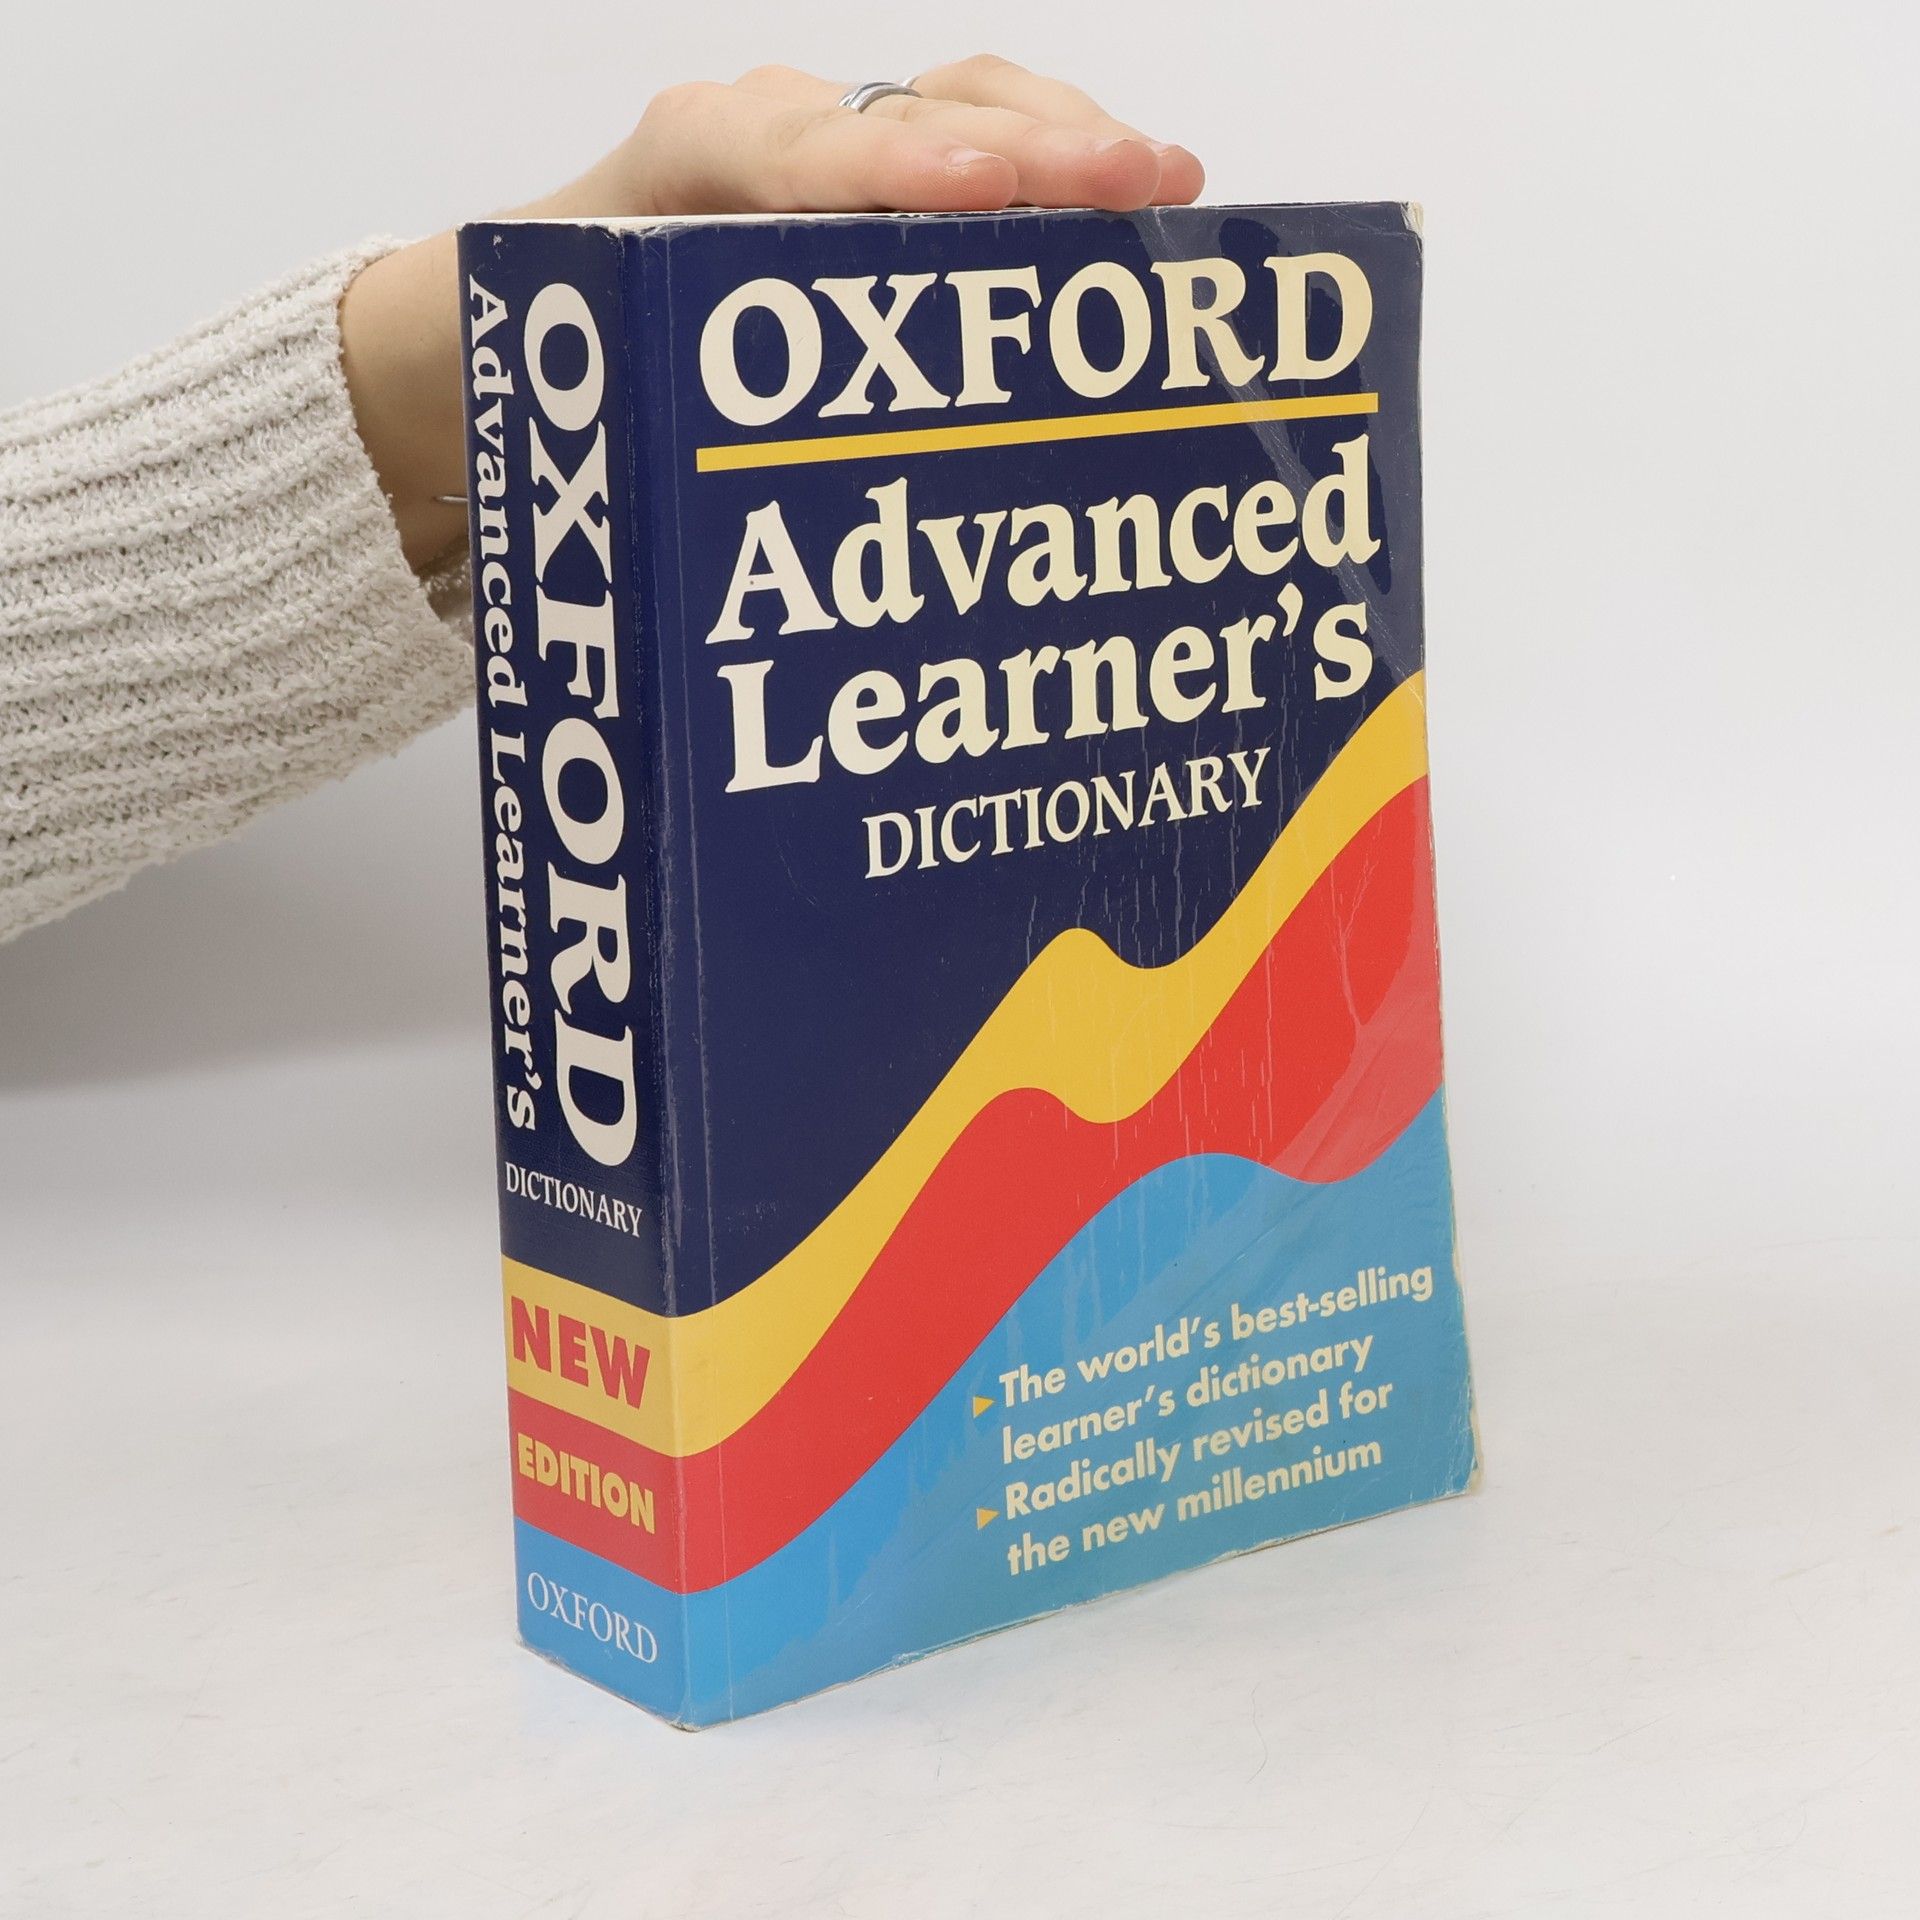 OXFORD
Advanced Learner's
DICTIONARY
NEW
EDITION
OXFORD
OXFORD
Advanced
Learner's
DICTIONARY
The world's best-selling
learner's dictionary
Radically revised for
the new millennium